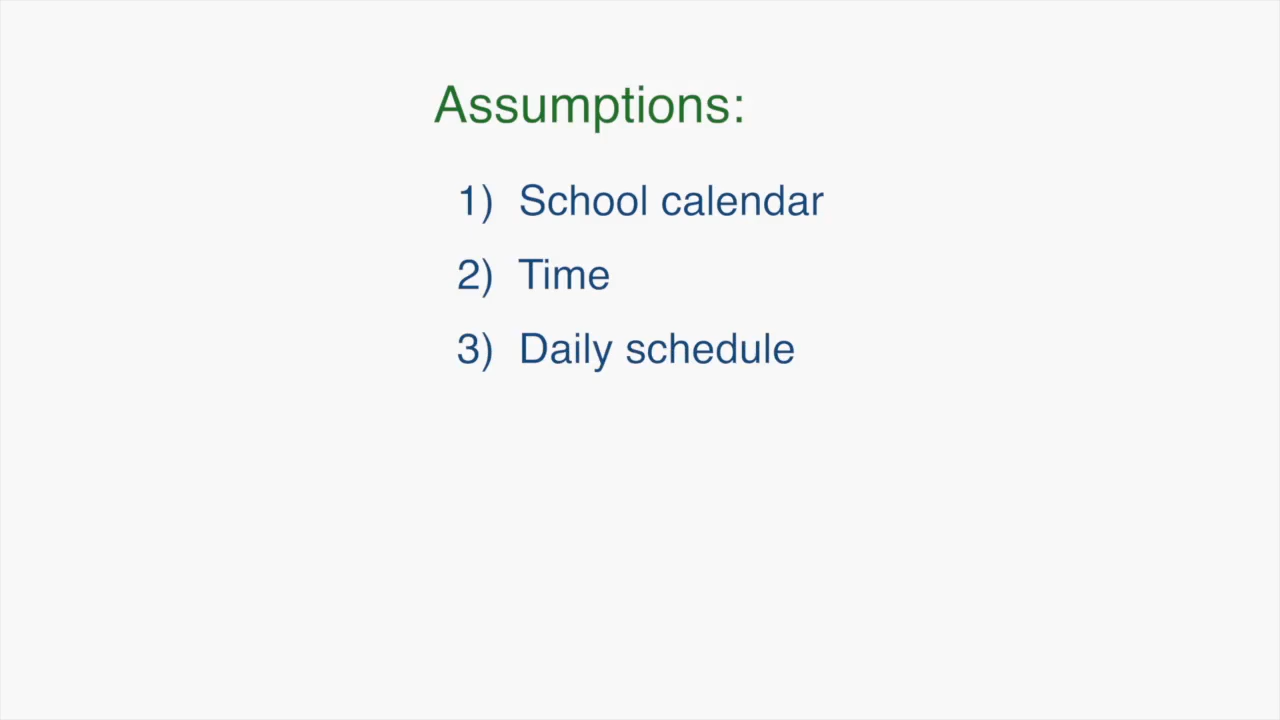 Assumptions:
1) School calendar
2) Time
3) Daily schedule